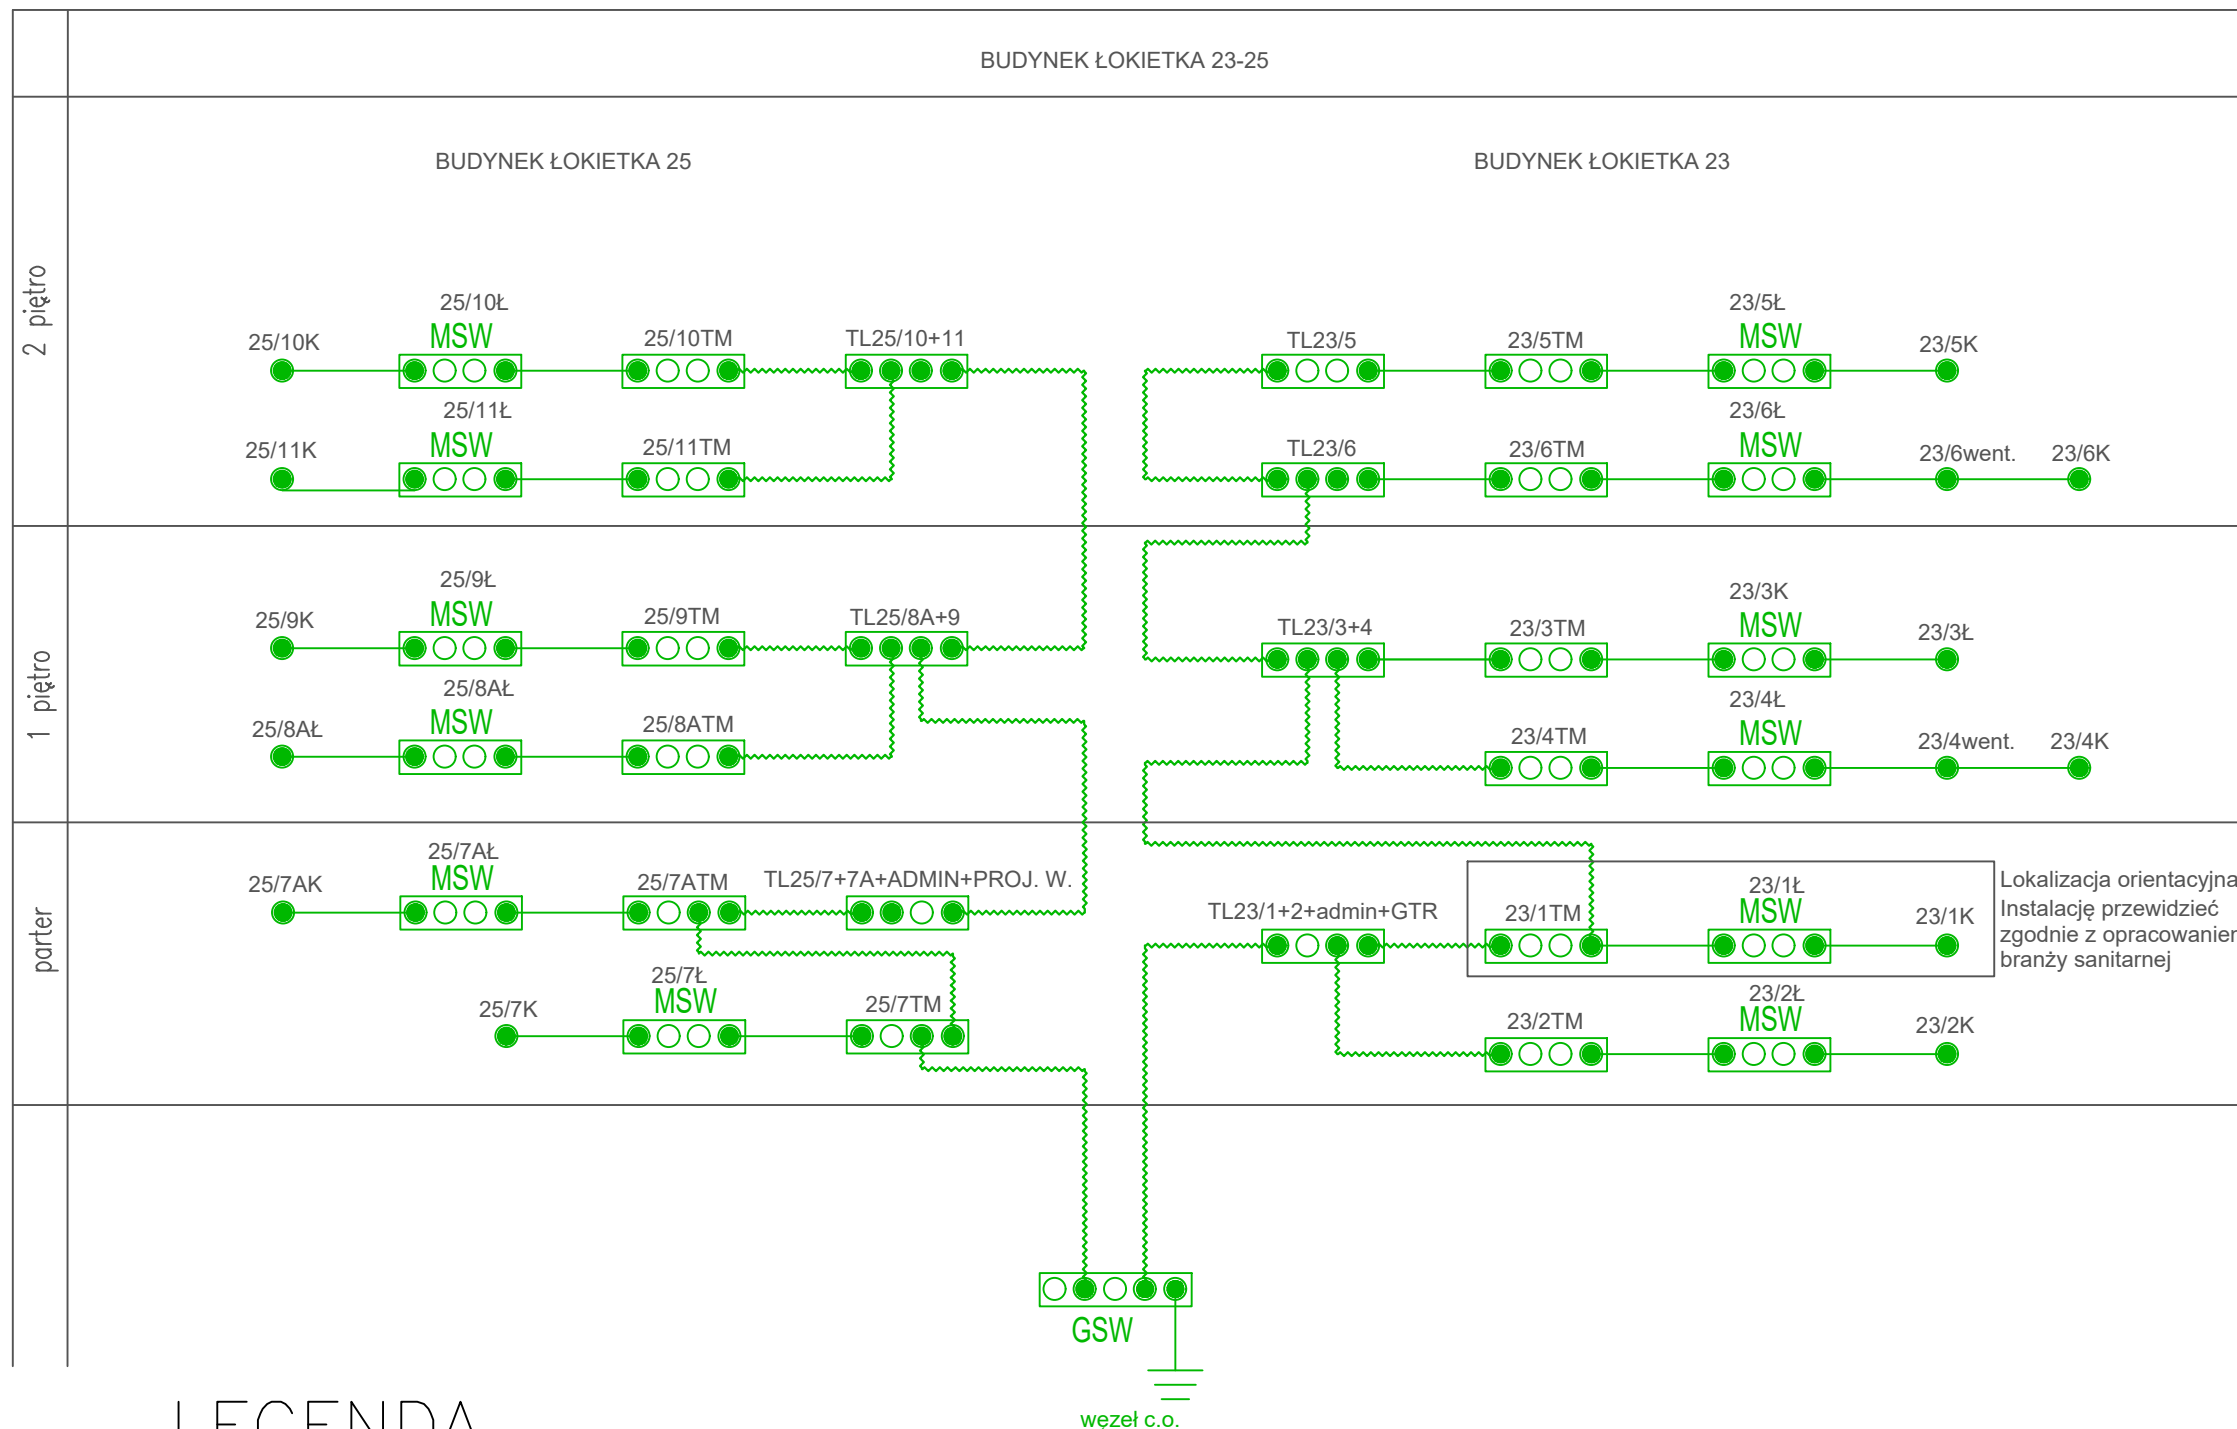 BUDYNEK ŁOKIETKA 23-25
BUDYNEK ŁOKIETKA 25
BUDYNEK ŁOKIETKA 23
2 piętro
25/10Ł
MSW
25/10K
25/10TM
TL25/10+11
25/11Ł
MSW
25/11K
25/11TM
TL23/5
23/5TM
23/5Ł
MSW
23/5K
TL23/6
23/6TM
23/6Ł
MSW
23/6went.
23/6K
1 piętro
25/9Ł
MSW
25/9K
25/9TM
TL25/8A+9
25/8AŁ
MSW
25/8AŁ
25/8ATM
TL23/3+4
23/3TM
23/3K
MSW
23/3Ł
23/4TM
23/4Ł
MSW
23/4went.
23/4K
parter
25/7AŁ
MSW
25/7AK
25/7ATM
TL25/7+7A+ADMIN+PROJ. W.
25/7Ł
MSW
25/7K
25/7TM
TL23/1+2+admin+GTR
23/1TM
23/1Ł
MSW
23/1K
Lokalizacja orientacyjna
Instalację przewidzieć
zgodnie z opracowaniem
branży sanitarnej
23/2TM
23/2Ł
MSW
23/2K
GSW
węzeł c.o.
LEGENDA